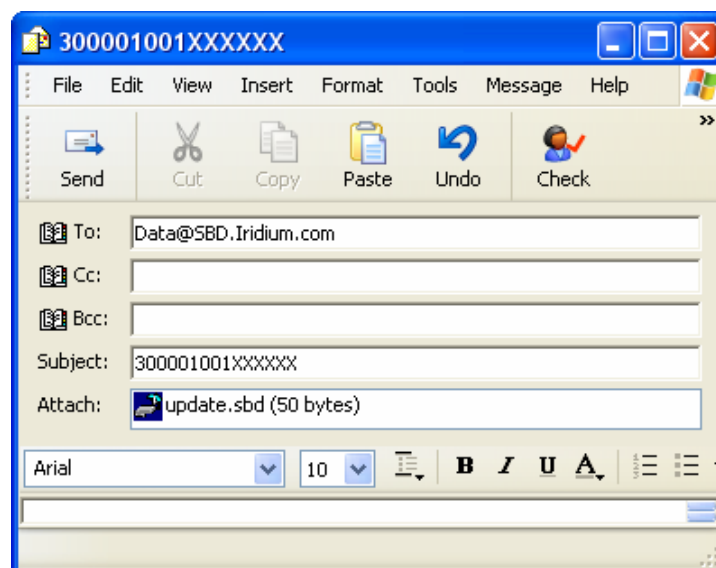 300001001XXXXXX
File Edit View Insert Format Tools Message Help
»
Send Cut Copy Paste Undo Check
To: Data@SBD.Iridium.com
Cc:
Bcc:
Subject: 300001001XXXXXX
Attach: update.sbd (50 bytes)
Arial 10 B I U A